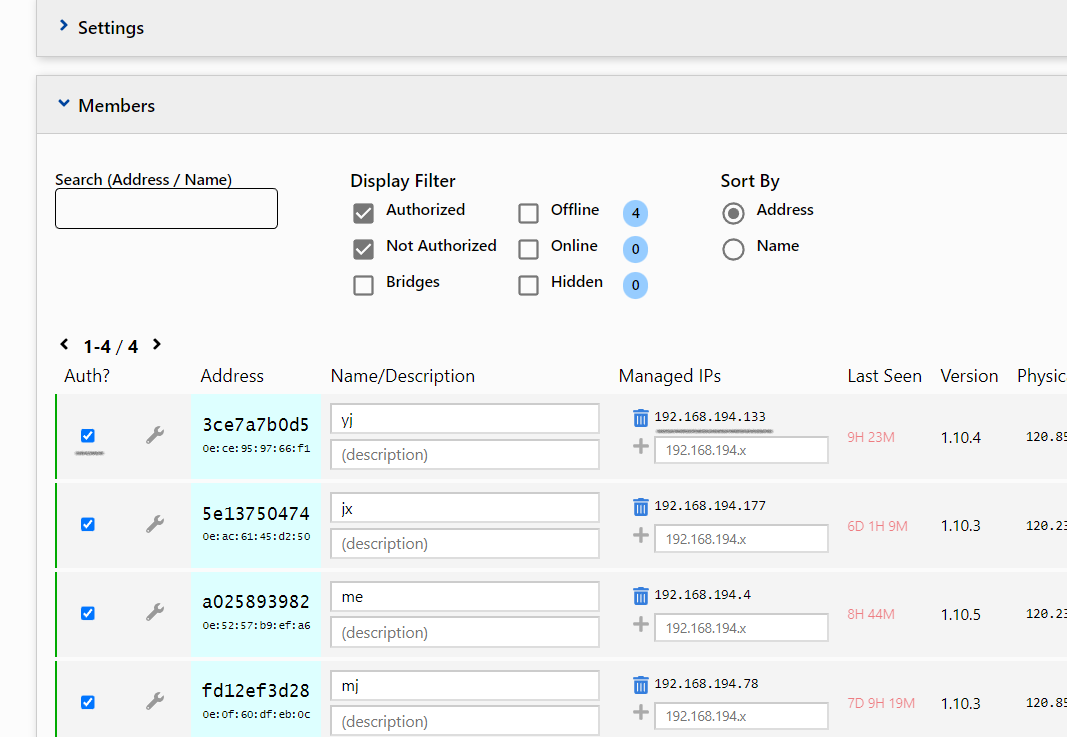 Settings
Members
Search (Address / Name)
Display Filter
Sort By
Authorized
Offline
4
Address
Not Authorized
Online
0
Name
Bridges
Hidden
0
1-4 / 4
Auth?
Address
Name/Description
Managed IPs
Last Seen
Version
Physic
3ce7a7b0d5
0e:ce:95:97:66:f1
yj
(description)
192.168.194.133
192.168.194.x
9H 23M
1.10.4
120.85
5e13750474
0e:ac:61:45:d2:50
jx
(description)
192.168.194.177
192.168.194.x
6D 1H 9M
1.10.3
120.23
a025893982
0e:52:57:b9:ef:a6
me
(description)
192.168.194.4
192.168.194.x
8H 44M
1.10.5
120.23
fd12ef3d28
0e:0f:60:df:eb:0c
mj
(description)
192.168.194.78
192.168.194.x
7D 9H 19M
1.10.3
120.85